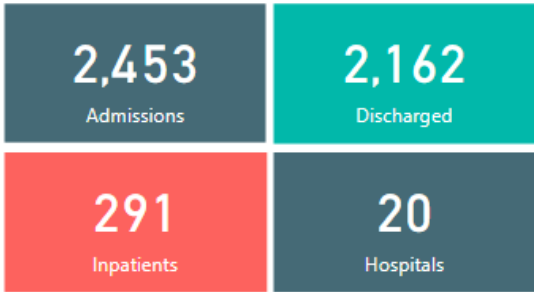 2,453
Admissions
2,162
Discharged
291
Inpatients
20
Hospitals